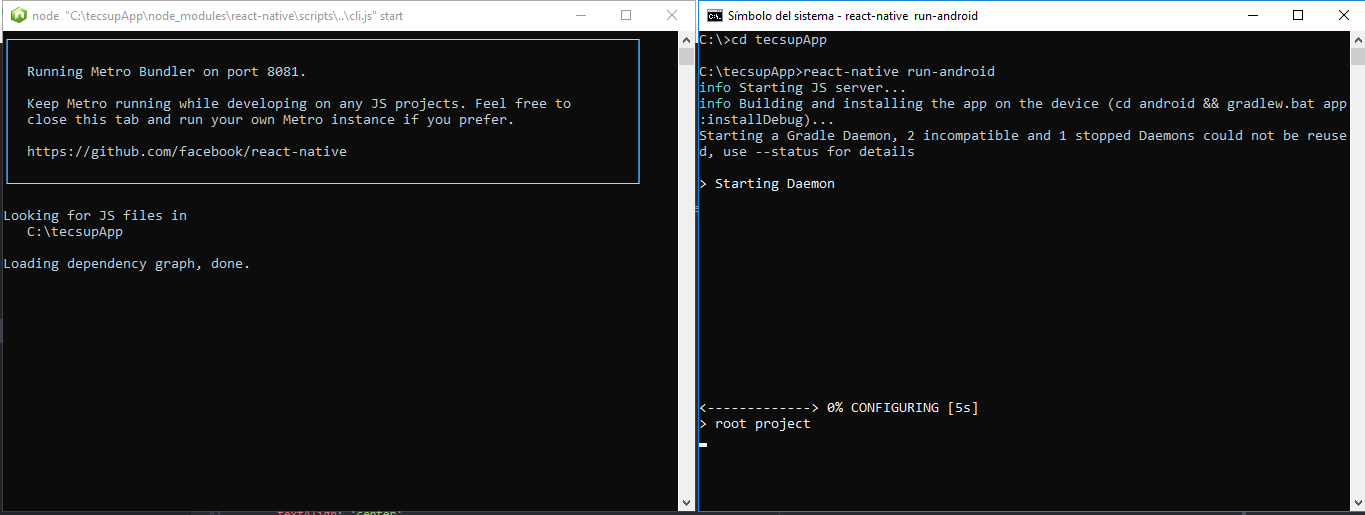 node "C:\tecsupApp\node_modules\react-native\scripts\..\cli.js" start
Running Metro Bundler on port 8081.
Keep Metro running while developing on any JS projects. Feel free to
close this tab and run your own Metro instance if you prefer.
https://github.com/facebook/react-native
Looking for JS files in
C:\tecsupApp
Loading dependency graph, done.
Símbolo del sistema - react-native run-android
C:\>cd tecsupApp
C:\tecsupApp>react-native run-android
info Starting JS server...
info Building and installing the app on the device (cd android && gradlew.bat app
:installDebug)...
Starting a Gradle Daemon, 2 incompatible and 1 stopped Daemons could not be reuse
d, use --status for details
> Starting Daemon
<-------------> 0% CONFIGURING [5s]
> root project
textAlign: 'center'